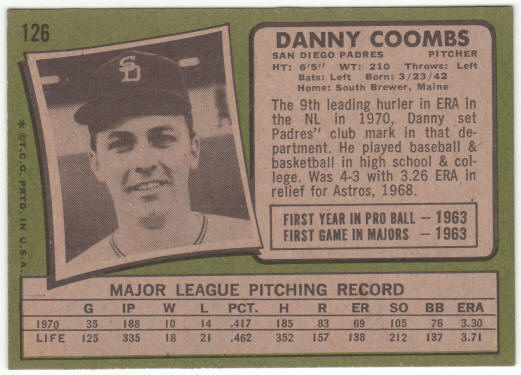 126
DANNY COOMBS
SAN DIEGO PADRES PITCHER
HT: 6'5" WT: 210 Throws: Left
Bats: Left Born: 3/23/42
Home: South Brewer, Maine
The 9th leading hurler in ERA in
the NL in 1970, Danny set
Padres" club mark in that de-
partment. He played baseball &
basketball in high school & col-
lege. Was 4-3 with 3.26 ERA in
relief for Astros, 1968.
FIRST YEAR IN PRO BALL — 1963
FIRST GAME IN MAJORS — 1963
SD
* © T.C.G. PRTD. IN U.S.A.
MAJOR LEAGUE PITCHING RECORD
G IP W L PCT. H R ER SO BB ERA
1970 35 188 10 14 .417 185 83 69 105 76 3.30
LIFE 125 335 18 21 .462 352 157 138 212 137 3.71